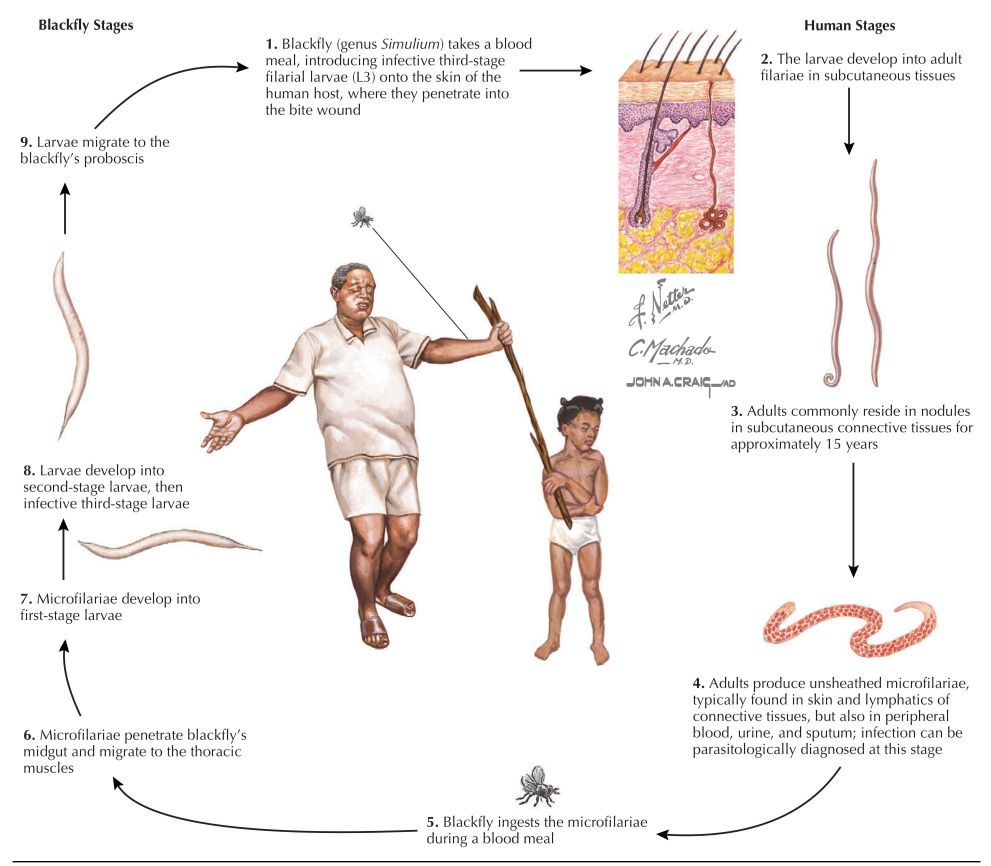 Blackfly Stages
Human Stages
1. Blackfly (genus Simulium) takes a blood
meal, introducing infective third-stage
filarial larvae (L3) onto the skin of the
human host, where they penetrate into
the bite wound
2. The larvae develop into adult
filariae in subcutaneous tissues
F. Netter
M.D.
C. Machado
M.D.
JOHN A. CRAIG_AD
3. Adults commonly reside in nodules
in subcutaneous connective tissues for
approximately 15 years
4. Adults produce unsheathed microfilariae,
typically found in skin and lymphatics of
connective tissues, but also in peripheral
blood, urine, and sputum; infection can be
parasitologically diagnosed at this stage
5. Blackfly ingests the microfilariae
during a blood meal
6. Microfilariae penetrate blackfly’s
midgut and migrate to the thoracic
muscles
7. Microfilariae develop into
first-stage larvae
8. Larvae develop into
second-stage larvae, then
infective third-stage larvae
9. Larvae migrate to the
blackfly’s proboscis